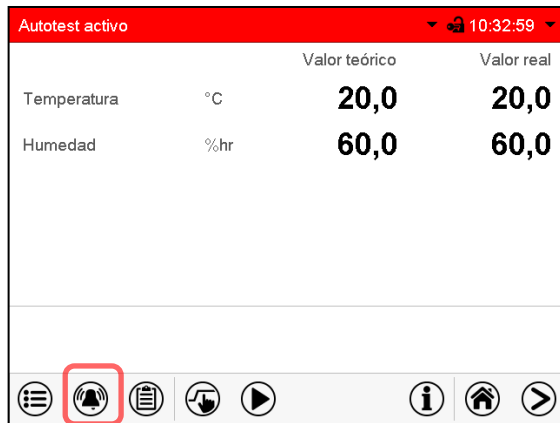 Autotest activo 10:32:59
Valor teórico Valor real
Temperatura °C 20,0 20,0
Humedad %hr 60,0 60,0